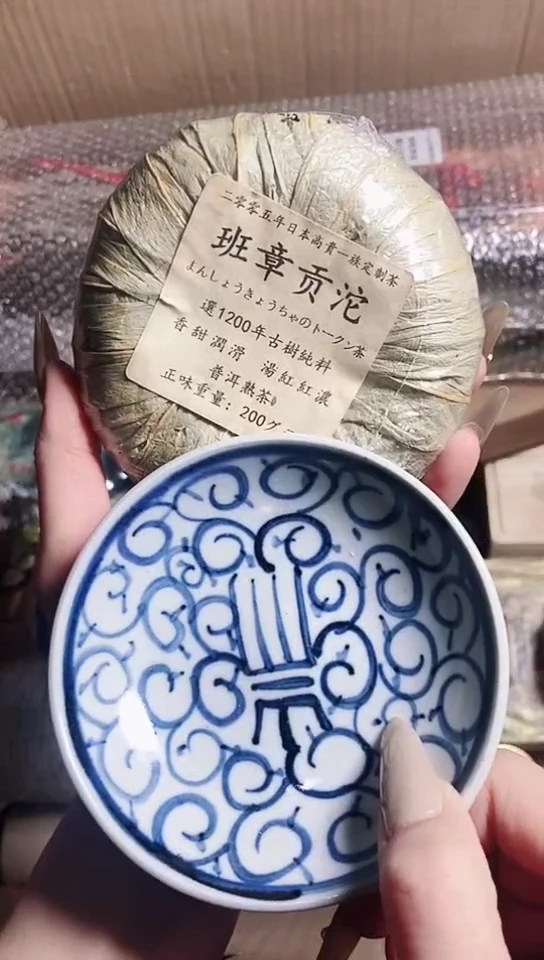 二零零五年日本高貴一族定制茶
班章贡沱
まんしょうきょうちゃのトークン茶
選1200年古樹純料
香甜潤滑 湯紅紅濃
普洱熟茶
正味重量：200グ